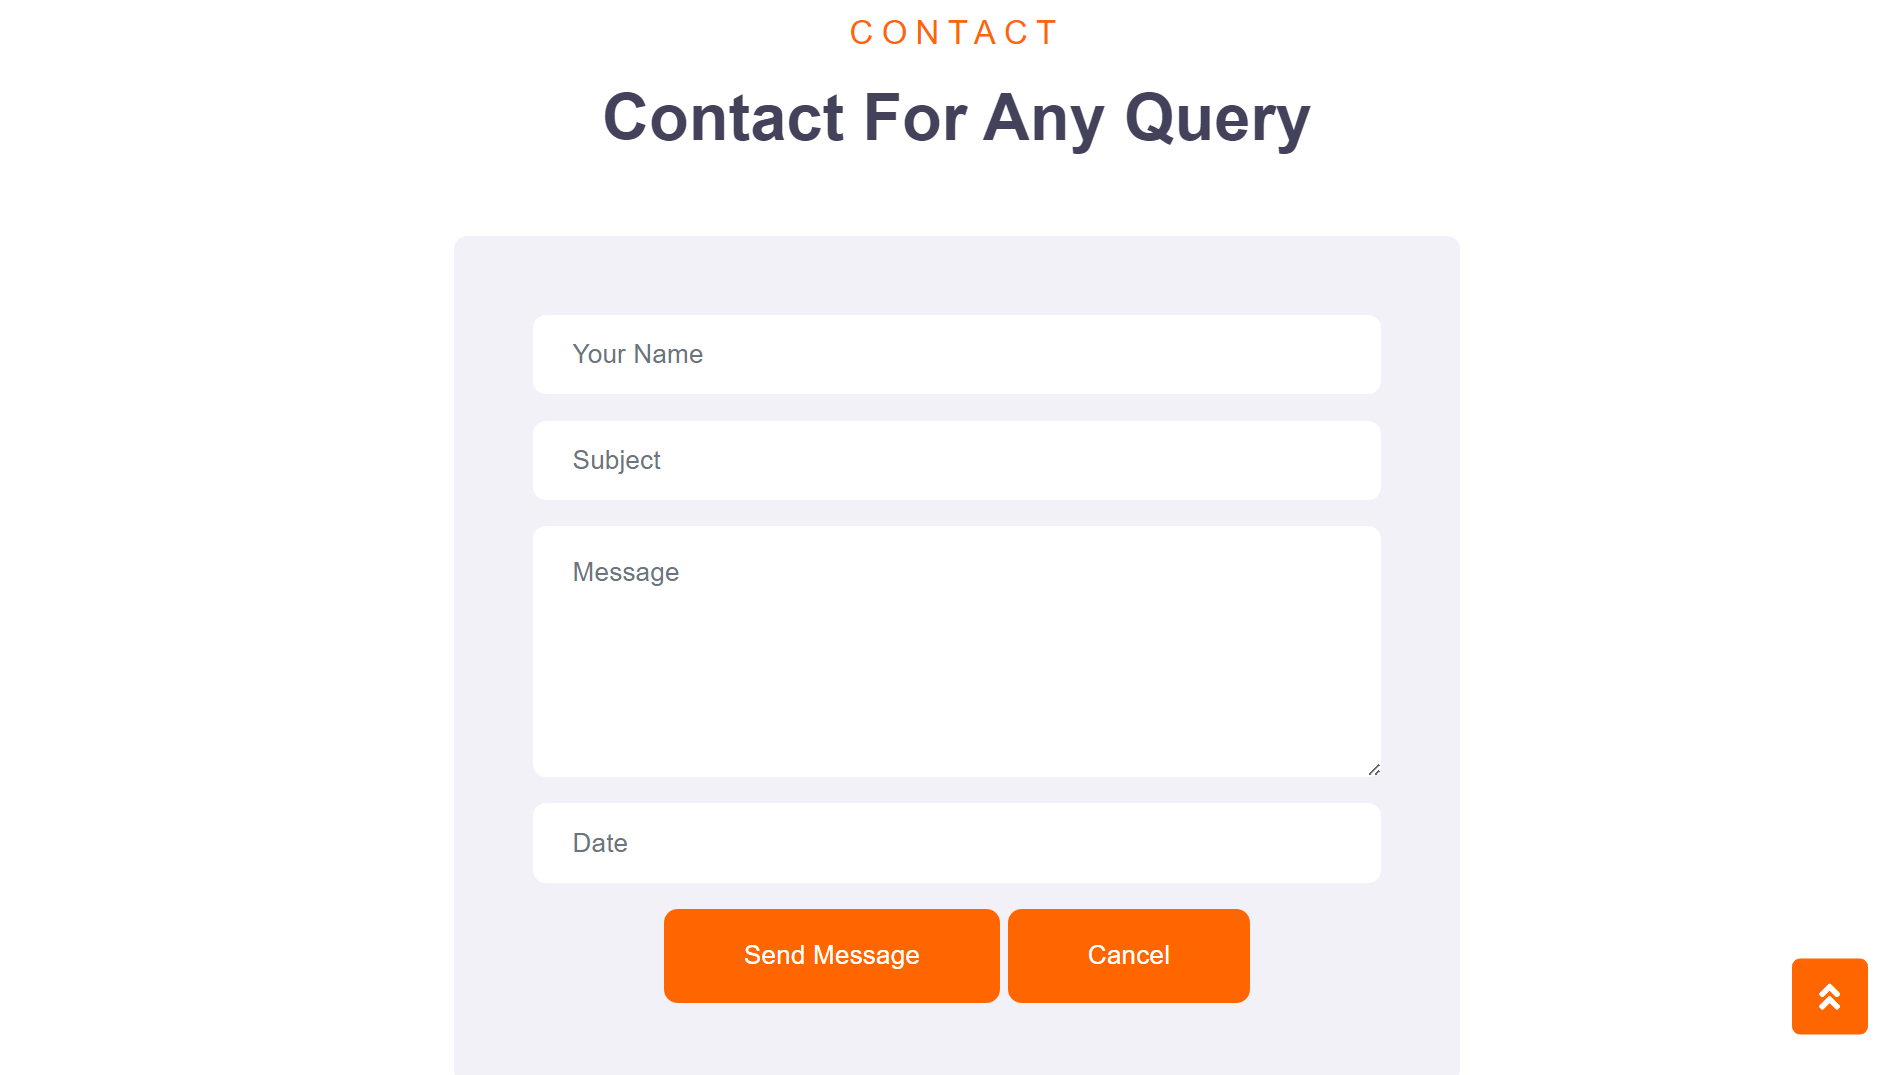 CONTACT
Contact For Any Query
Your Name
Subject
Message
Date
Send Message Cancel